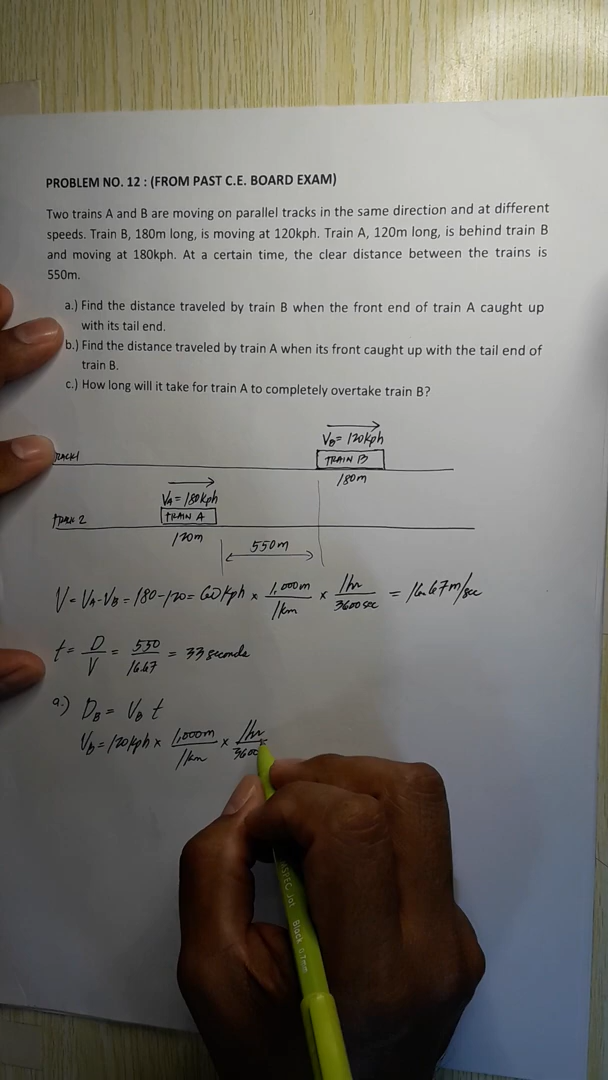 PROBLEM NO. 12 : (FROM PAST C.E. BOARD EXAM)
Two trains A and B are moving on parallel tracks in the same direction and at different
speeds. Train B, 180m long, is moving at 120kph. Train A, 120m long, is behind train B
and moving at 180kph. At a certain time, the clear distance between the trains is
550m.
a.) Find the distance traveled by train B when the front end of train A caught up
with its tail end.
b.) Find the distance traveled by train A when its front caught up with the tail end of
train B.
c.) How long will it take for train A to completely overtake train B?
VB = 120kph
TRAIN B
180m
VA = 180kph
TRACK 2
TRAIN A
120m
550m
V = VA - VB = 180 - 120 = 60kph × 1,000m/1km × 1hr/3600sec = 16.67m/sec
t = D/V = 550/16.67 = 33 seconds
a.) DB = VB t
VB = 120kph × 1,000m/1km × 1hr/3600
Black 0.7mm